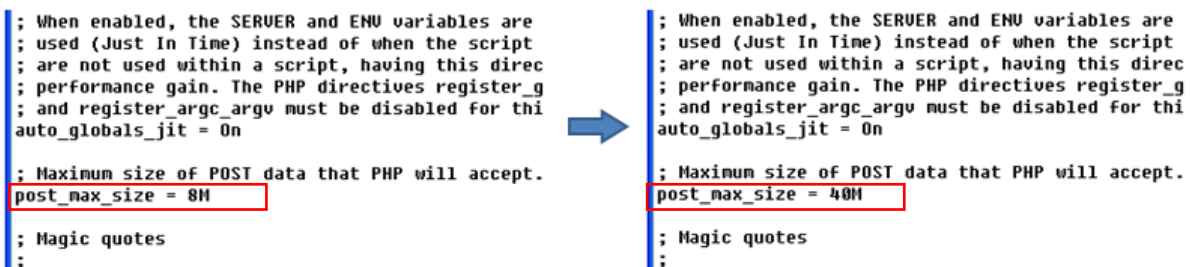 ; When enabled, the SERVER and ENV variables are
; used (Just In Time) instead of when the script
; are not used within a script, having this direc
; performance gain. The PHP directives register_g
; and register_argc_argv must be disabled for thi
auto_globals_jit = On
; Maximum size of POST data that PHP will accept.
post_max_size = 8M
; Magic quotes
;
; When enabled, the SERVER and ENV variables are
; used (Just In Time) instead of when the script
; are not used within a script, having this direc
; performance gain. The PHP directives register_g
; and register_argc_argv must be disabled for thi
auto_globals_jit = On
; Maximum size of POST data that PHP will accept.
post_max_size = 40M
; Magic quotes
;